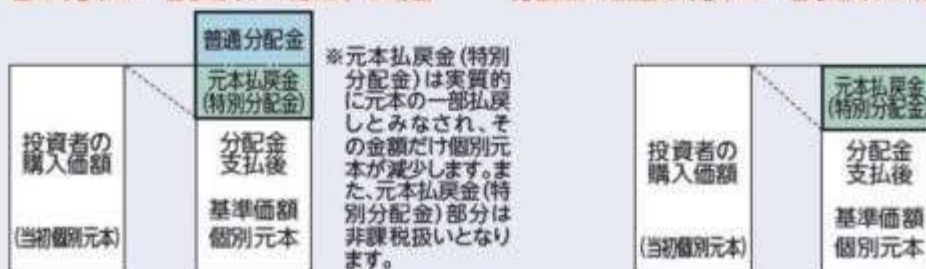 普通分配金
元本払戻金
(特別分配金)
投資者の
購入価額
(当初個別元本)
分配金
支払後
基準価額
個別元本
※元本払戻金(特別
分配金)は実質的
に元本の一部払戻
しとみなされ、そ
の金額だけ個別元
本が減少します。ま
た、元本払戻金(特
別分配金)部分は
非課税扱いとなり
ます。
元本払戻金
(特別分配金)
投資者の
購入価額
(当初個別元本)
分配金
支払後
基準価額
個別元本